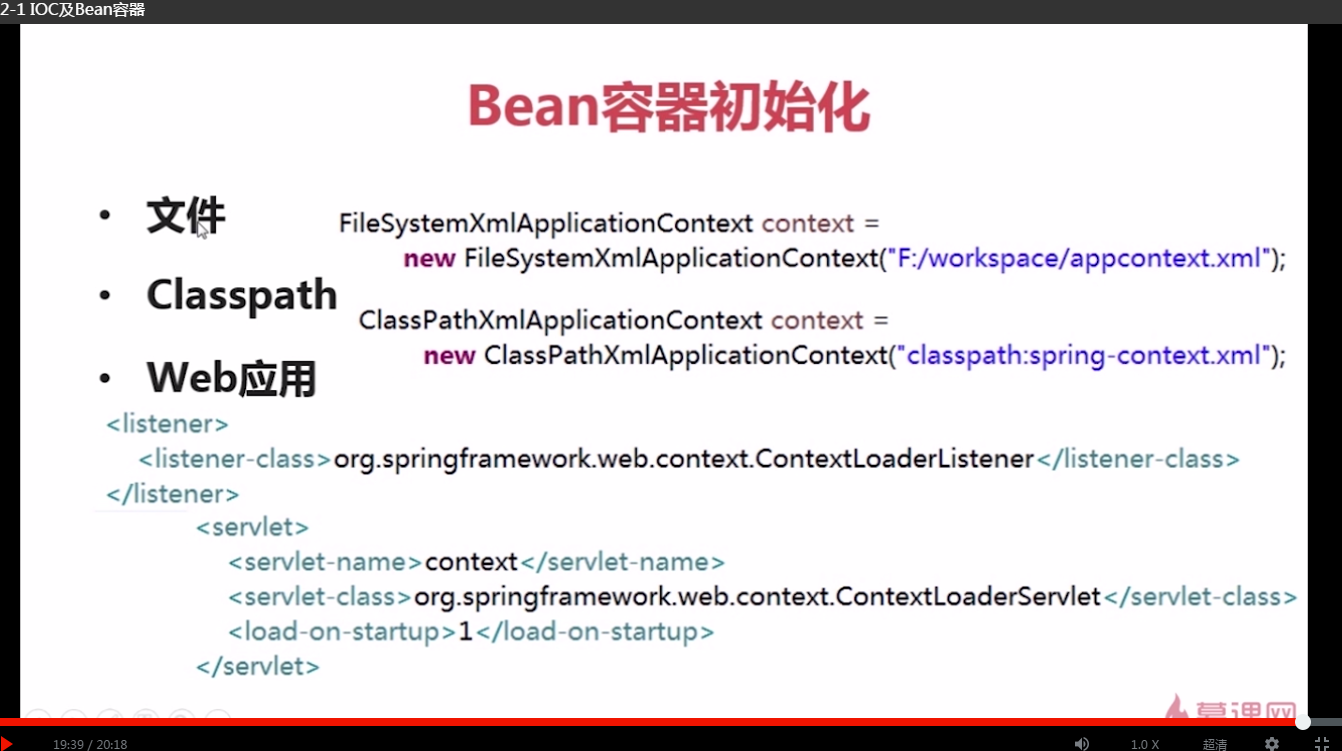 2-1 IOC及Bean容器
Bean容器初始化
• 文件
FileSystemXmlApplicationContext context =
new FileSystemXmlApplicationContext("F:/workspace/appcontext.xml");
• Classpath
ClassPathXmlApplicationContext context =
new ClassPathXmlApplicationContext("classpath:spring-context.xml");
• Web应用
<listener>
<listener-class>org.springframework.web.context.ContextLoaderListener</listener-class>
</listener>
<servlet>
<servlet-name>context</servlet-name>
<servlet-class>org.springframework.web.context.ContextLoaderServlet</servlet-class>
<load-on-startup>1</load-on-startup>
</servlet>
慕课网
19:39 / 20:18
1.0 X
超清